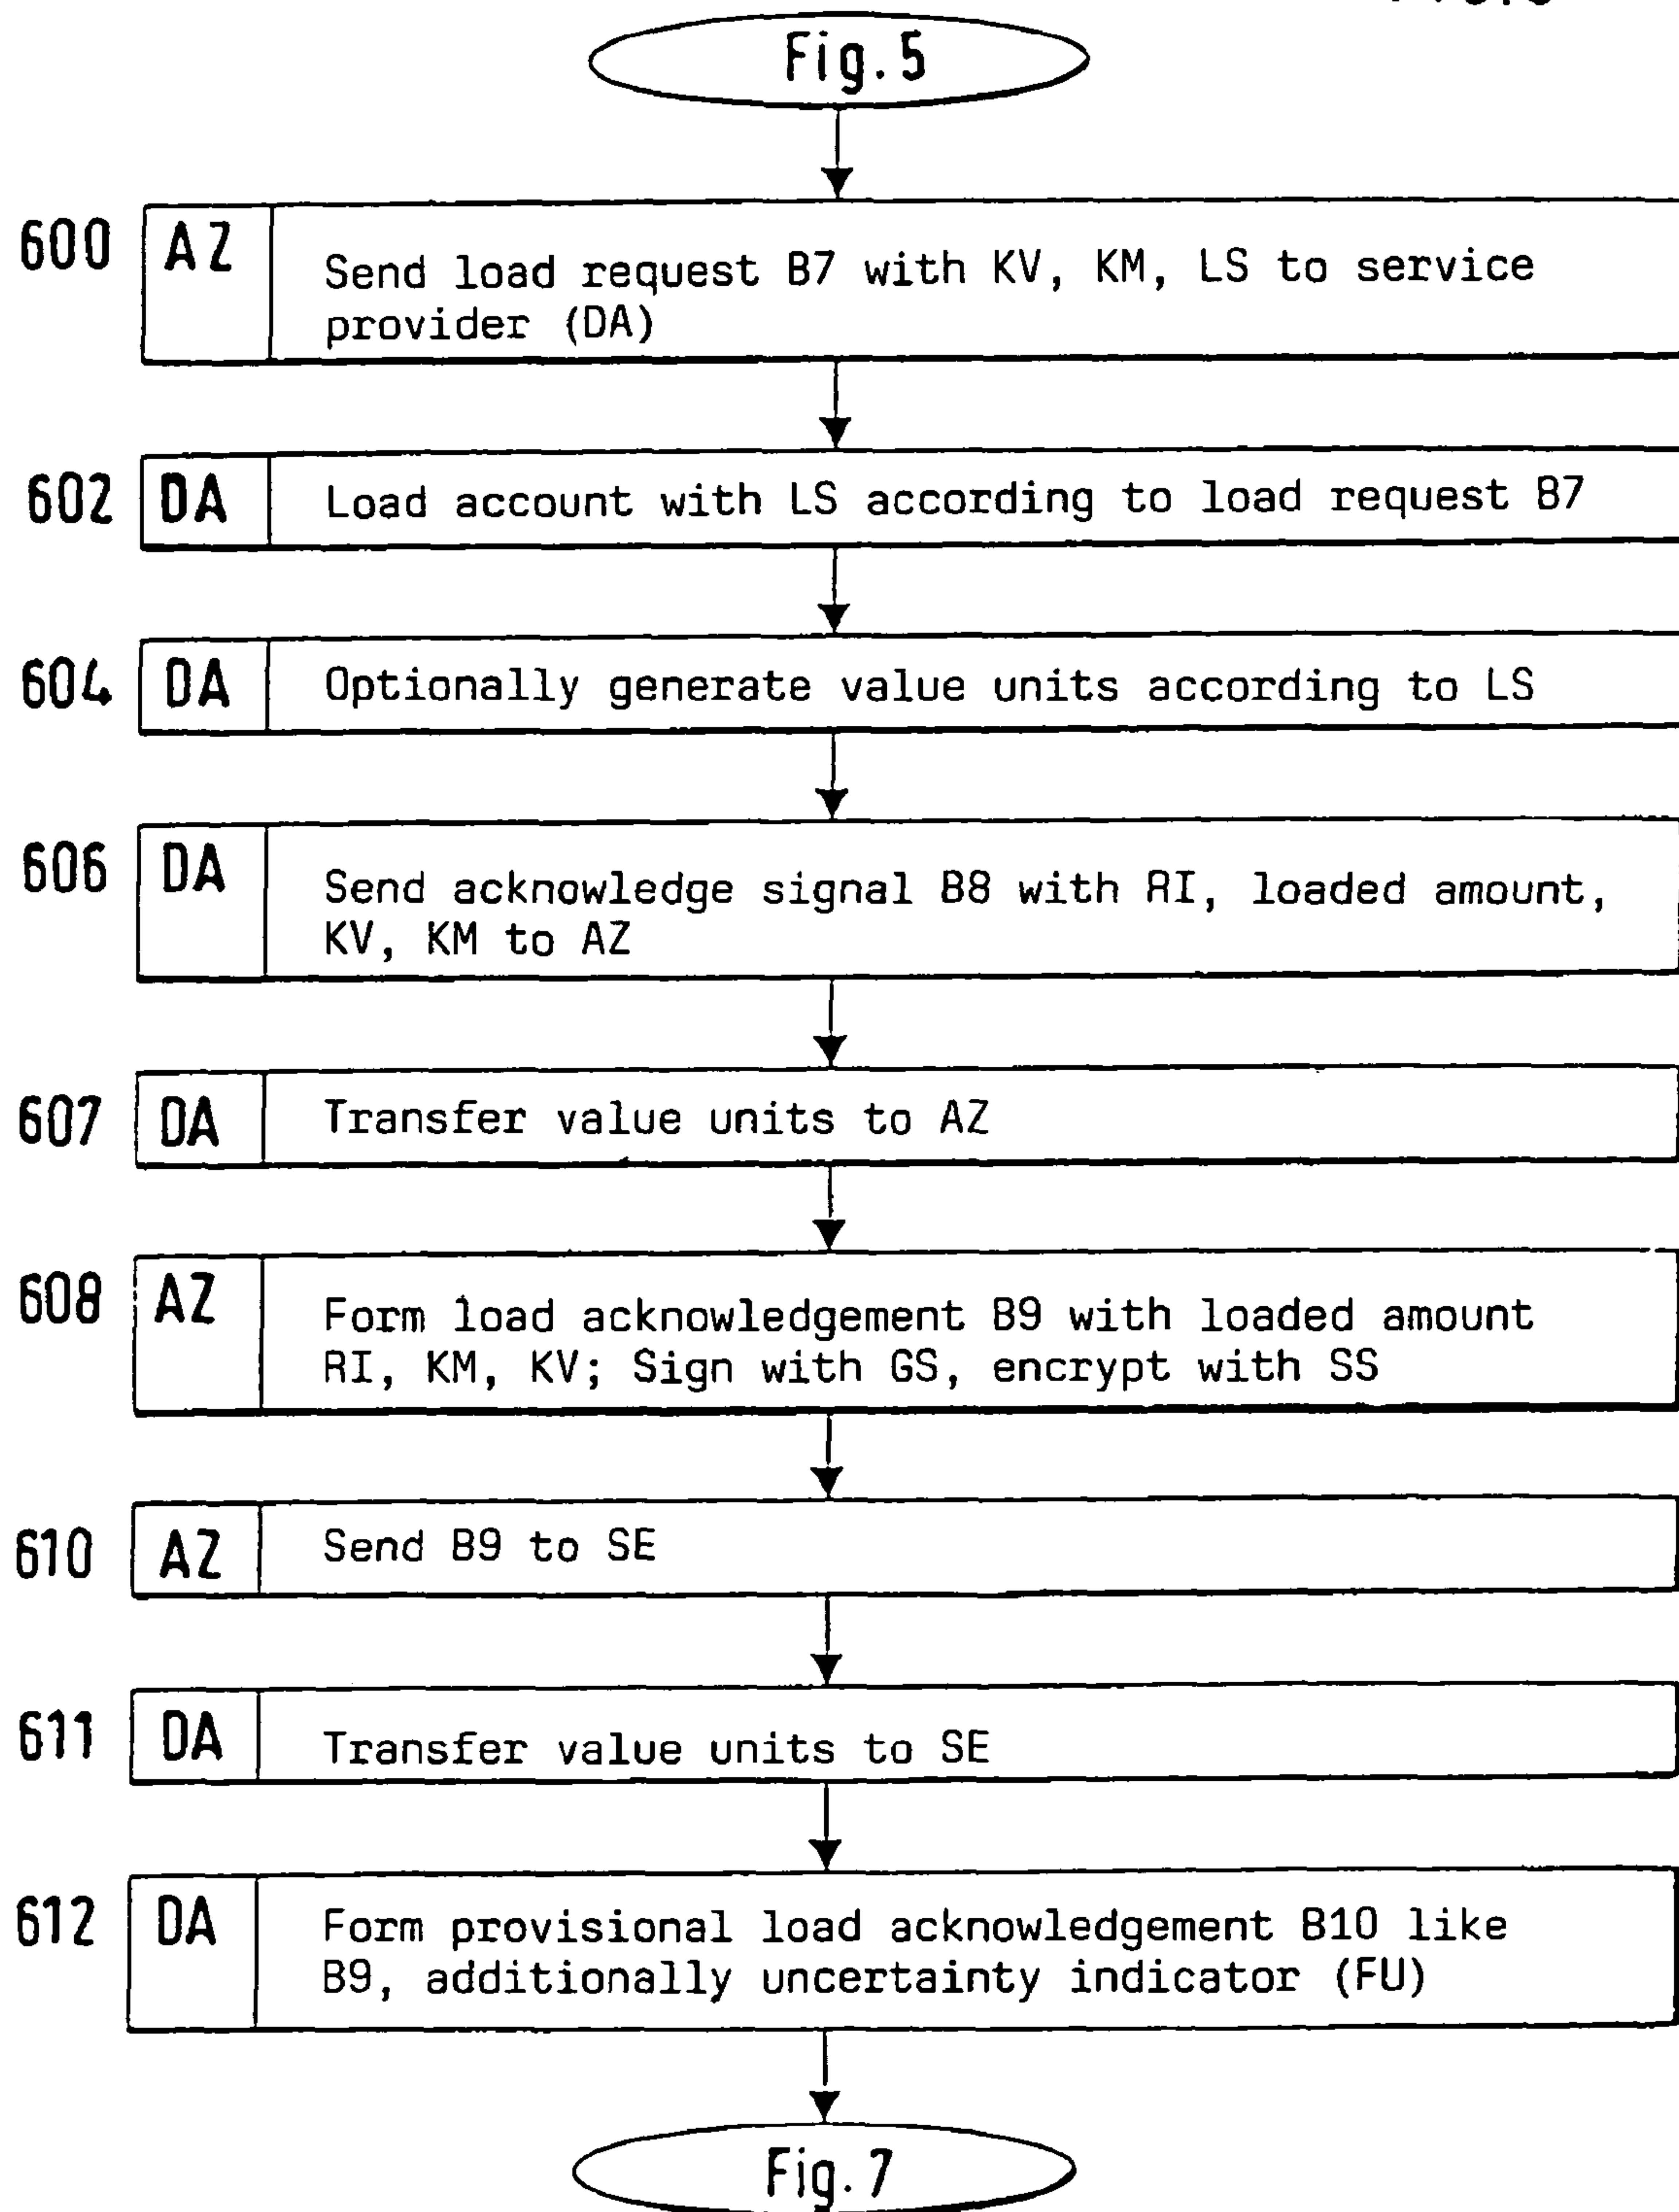 Fig. 5
600 AZ Send load request B7 with KV, KM, LS to service
provider (DA)
602 DA Load account with LS according to load request B7
604 DA Optionally generate value units according to LS
606 DA Send acknowledge signal B8 with RI, loaded amount,
KV, KM to AZ
607 DA Transfer value units to AZ
608 AZ Form load acknowledgement B9 with loaded amount
RI, KM, KV; Sign with GS, encrypt with SS
610 AZ Send B9 to SE
611 DA Transfer value units to SE
612 DA Form provisional load acknowledgement B10 like
B9, additionally uncertainty indicator (FU)
Fig. 7